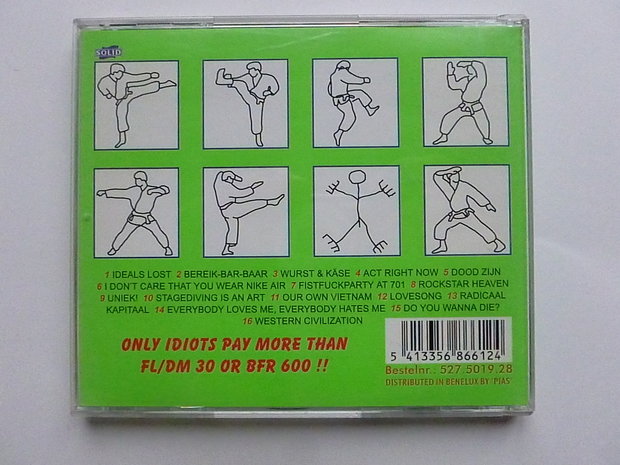 SOLID
1 IDEALS LOST 2 BEREIK-BAR-BAAR 3 WURST & KÄSE 4 ACT RIGHT NOW 5 DOOD ZIJN
6 I DON'T CARE THAT YOU WEAR NIKE AIR 7 FISTFUCKPARTY AT 701 8 ROCKSTAR HEAVEN
9 UNIEK! 10 STAGEDIVING IS AN ART 11 OUR OWN VIETNAM 12 LOVESONG 13 RADICAAL
KAPITAAL 14 EVERYBODY LOVES ME, EVERYBODY HATES ME 15 DO YOU WANNA DIE?
16 WESTERN CIVILIZATION
ONLY IDIOTS PAY MORE THAN
FL/DM 30 OR BFR 600 !!
5 413356 866124
Bestelnr.: 527.5019.28
DISTRIBUTED IN BENELUX BY 'PIAS'